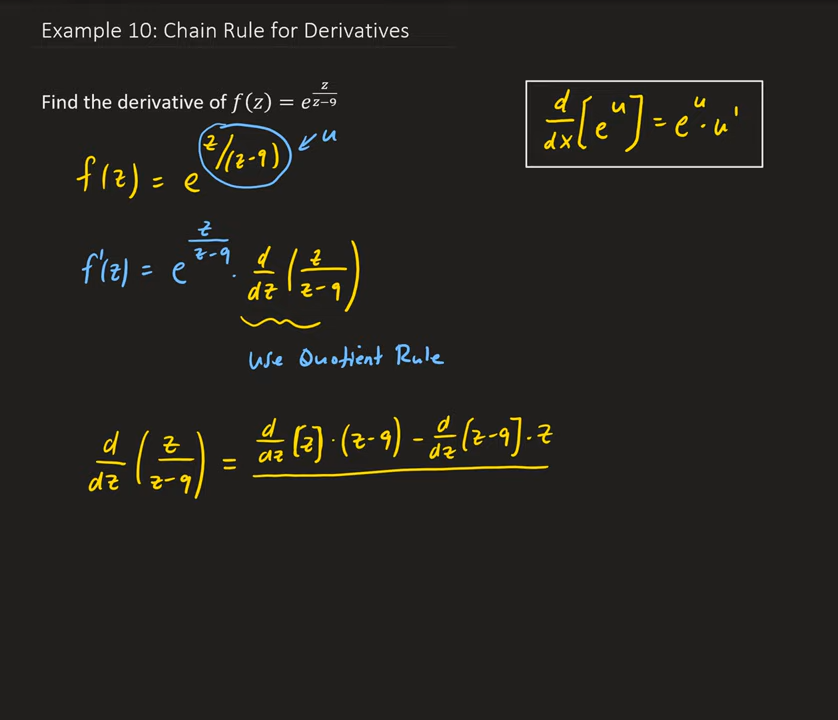 Example 10: Chain Rule for Derivatives
Find the derivative of f(z) = e^(z/(z−9))
d/dx [e^u] = e^u · u'
f(z) = e^(z/(z-9)) ← u
f'(z) = e^(z/(z-9)) · d/dz (z/(z-9))
Use Quotient Rule
d/dz (z/(z-9)) = d/dz [z] · (z-9) - d/dz [z-9] · z